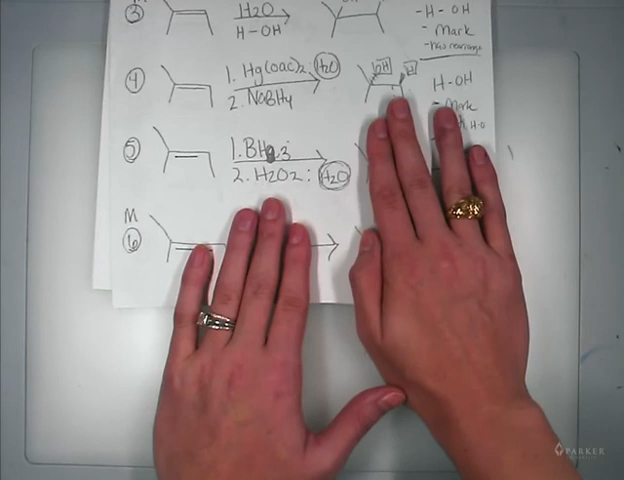 ③ H2O - H - OH
H-OH - Mark
④ 1. Hg(OAC)2 H2O OH H H-OH
2. NaBH4 - Mark
⑤ 1. BH3;
2. H2O2: H2O
M
⑥
PARKER